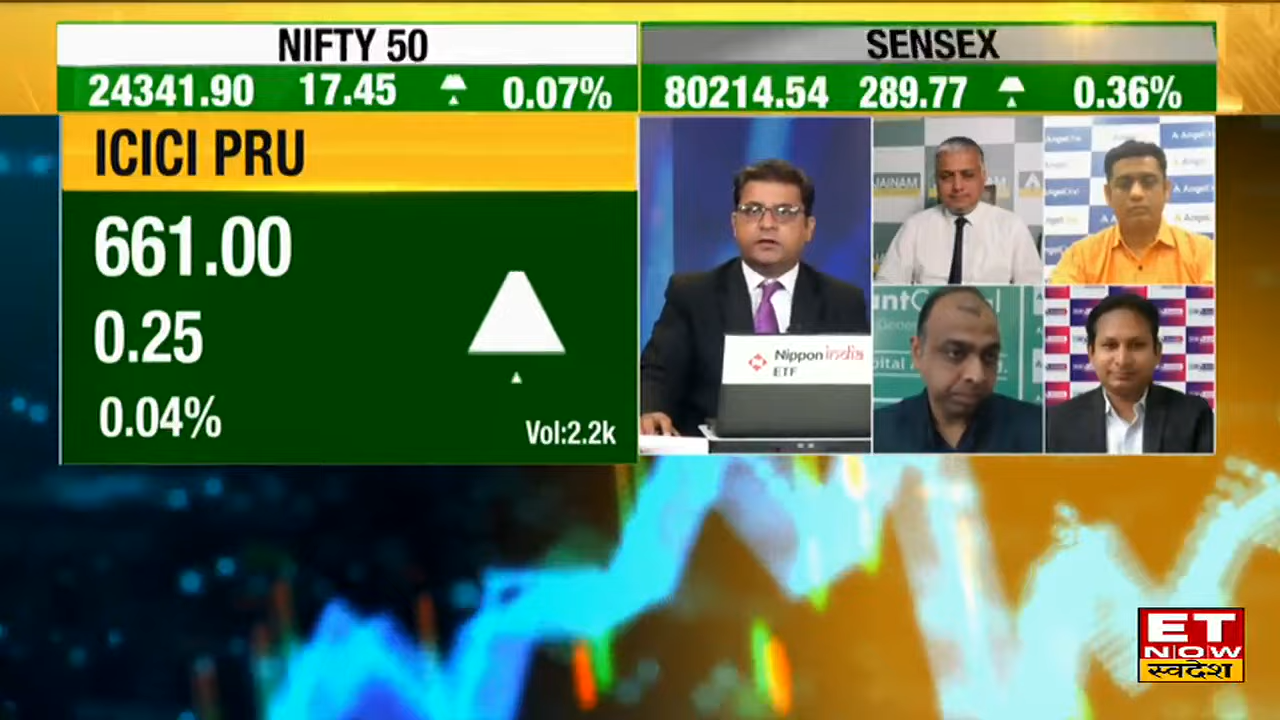 NIFTY 50
24341.90 17.45 0.07%
SENSEX
80214.54 289.77 0.36%
ICICI PRU
661.00
0.25
0.04%
Vol:2.2k
JAINAM
Nippon india
ETF
ET
NOW
स्वदेश